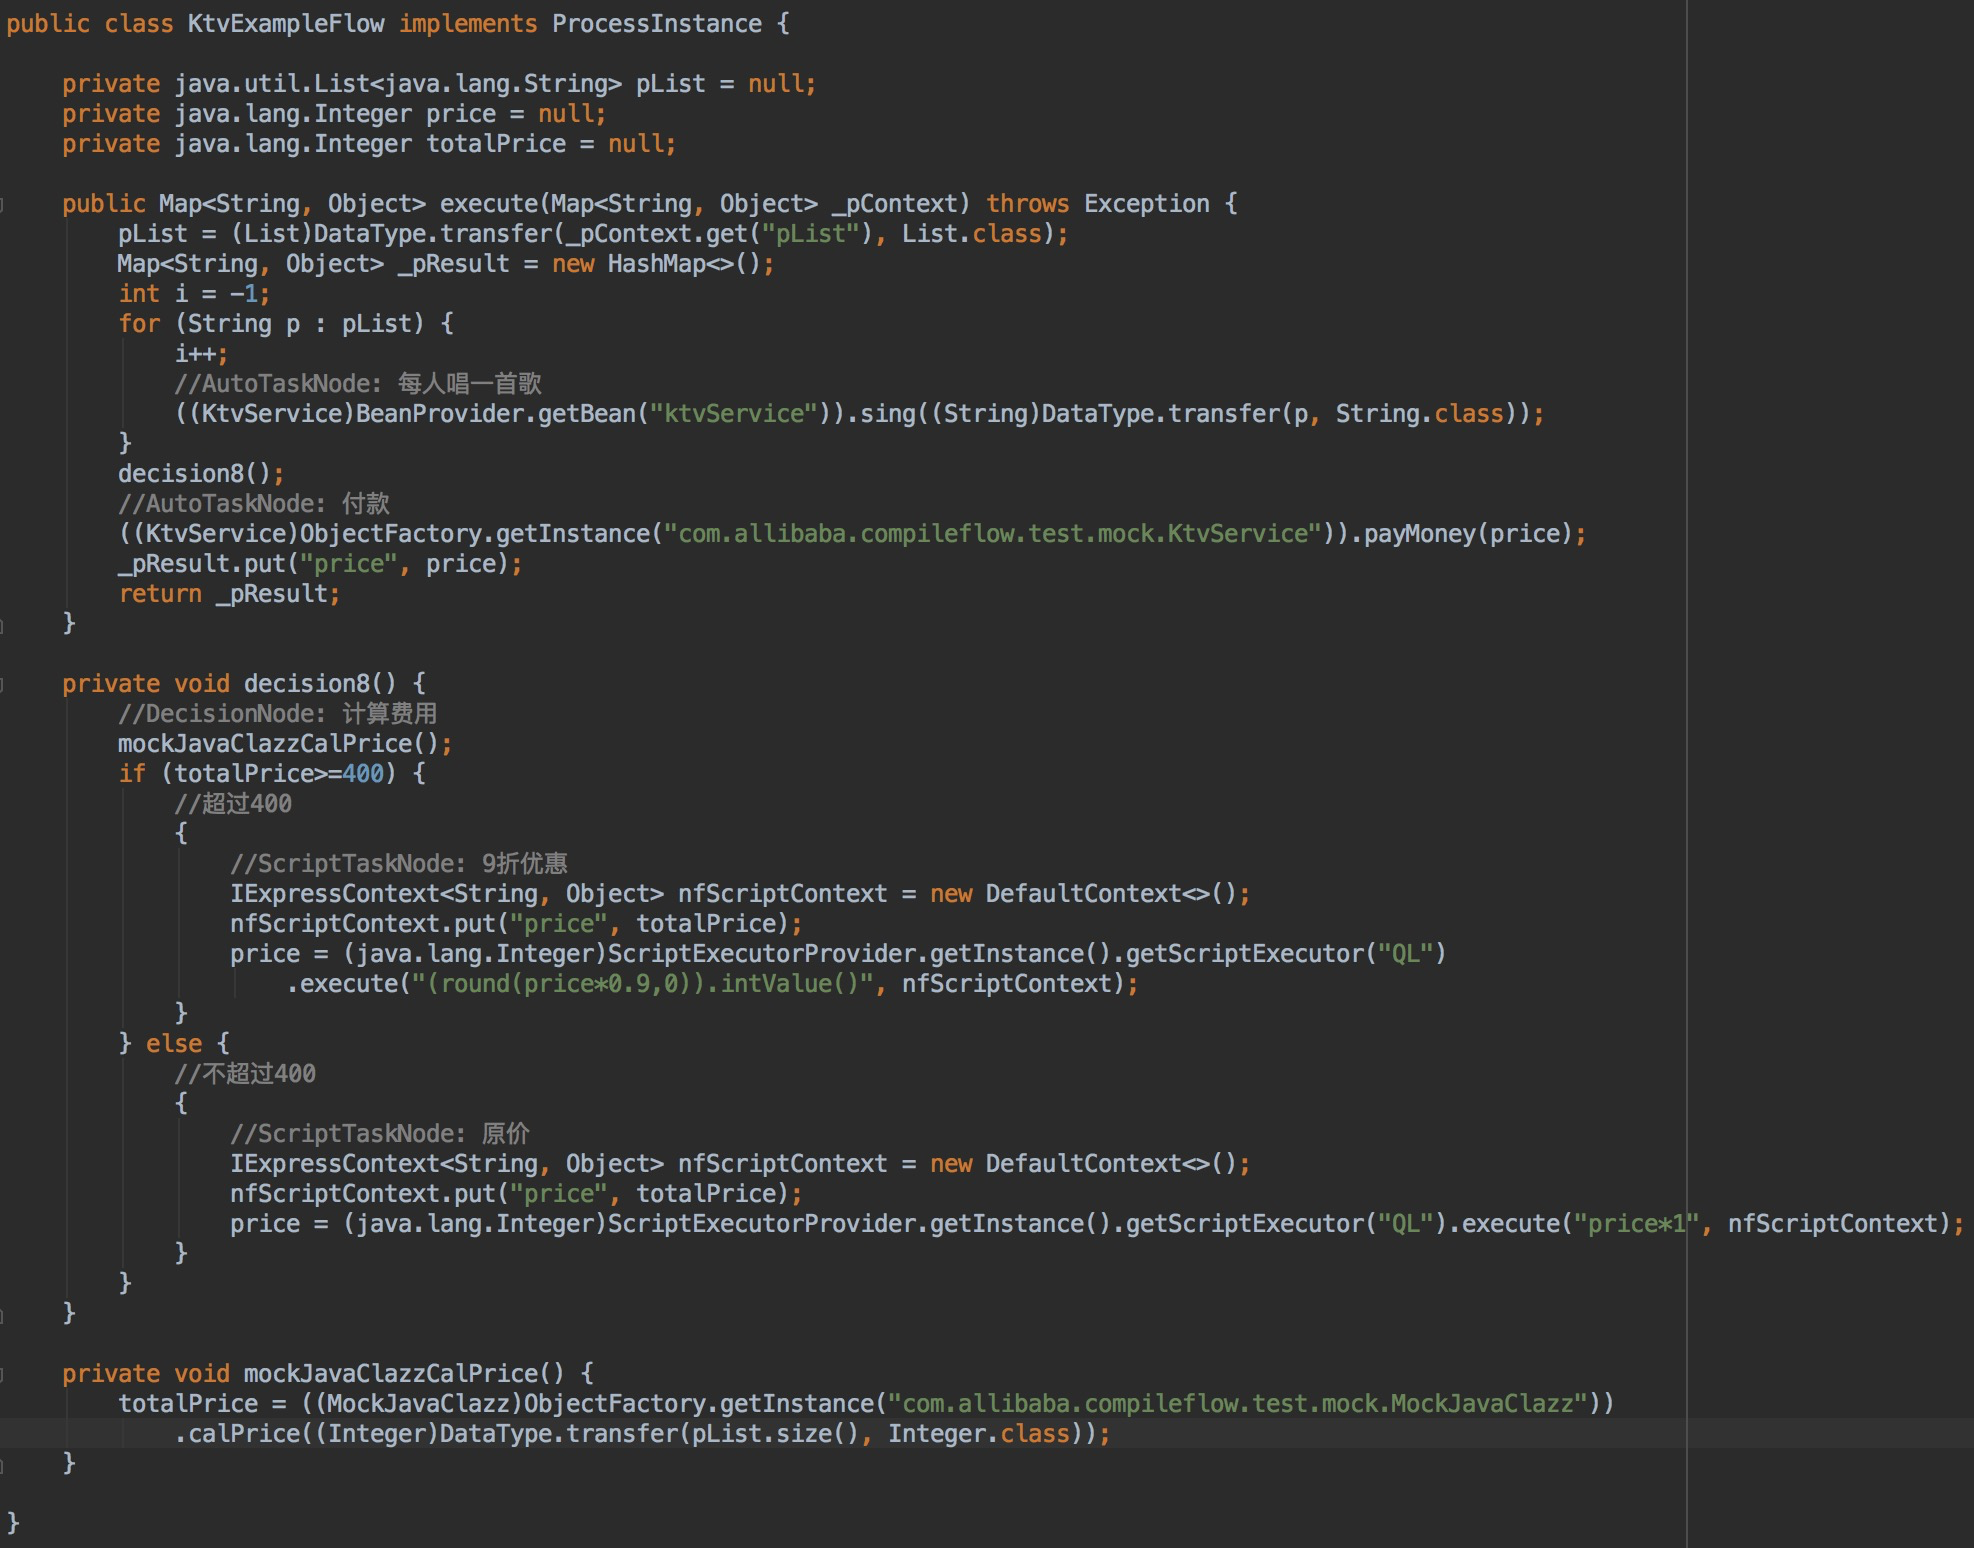 public class KtvExampleFlow implements ProcessInstance {
    private java.util.List<java.lang.String> pList = null;
    private java.lang.Integer price = null;
    private java.lang.Integer totalPrice = null;
    public Map<String, Object> execute(Map<String, Object> _pContext) throws Exception {
        pList = (List)DataType.transfer(_pContext.get("pList"), List.class);
        Map<String, Object> _pResult = new HashMap<>();
        int i = -1;
        for (String p : pList) {
            i++;
            //AutoTaskNode: 每人唱一首歌
            ((KtvService)BeanProvider.getBean("ktvService")).sing((String)DataType.transfer(p, String.class));
        }
        decision8();
        //AutoTaskNode: 付款
        ((KtvService)ObjectFactory.getInstance("com.allibaba.compileflow.test.mock.KtvService")).payMoney(price);
        _pResult.put("price", price);
        return _pResult;
    }
    private void decision8() {
        //DecisionNode: 计算费用
        mockJavaClazzCalPrice();
        if (totalPrice>=400) {
            //超过400
            {
                //ScriptTaskNode: 9折优惠
                IExpressContext<String, Object> nfScriptContext = new DefaultContext<>();
                nfScriptContext.put("price", totalPrice);
                price = (java.lang.Integer)ScriptExecutorProvider.getInstance().getScriptExecutor("QL")
                    .execute("(round(price*0.9,0)).intValue()", nfScriptContext);
            }
        } else {
            //不超过400
            {
                //ScriptTaskNode: 原价
                IExpressContext<String, Object> nfScriptContext = new DefaultContext<>();
                nfScriptContext.put("price", totalPrice);
                price = (java.lang.Integer)ScriptExecutorProvider.getInstance().getScriptExecutor("QL").execute("price*1", nfScriptContext);
            }
        }
    }
    private void mockJavaClazzCalPrice() {
        totalPrice = ((MockJavaClazz)ObjectFactory.getInstance("com.allibaba.compileflow.test.mock.MockJavaClazz"))
            .calPrice((Integer)DataType.transfer(pList.size(), Integer.class));
    }
}